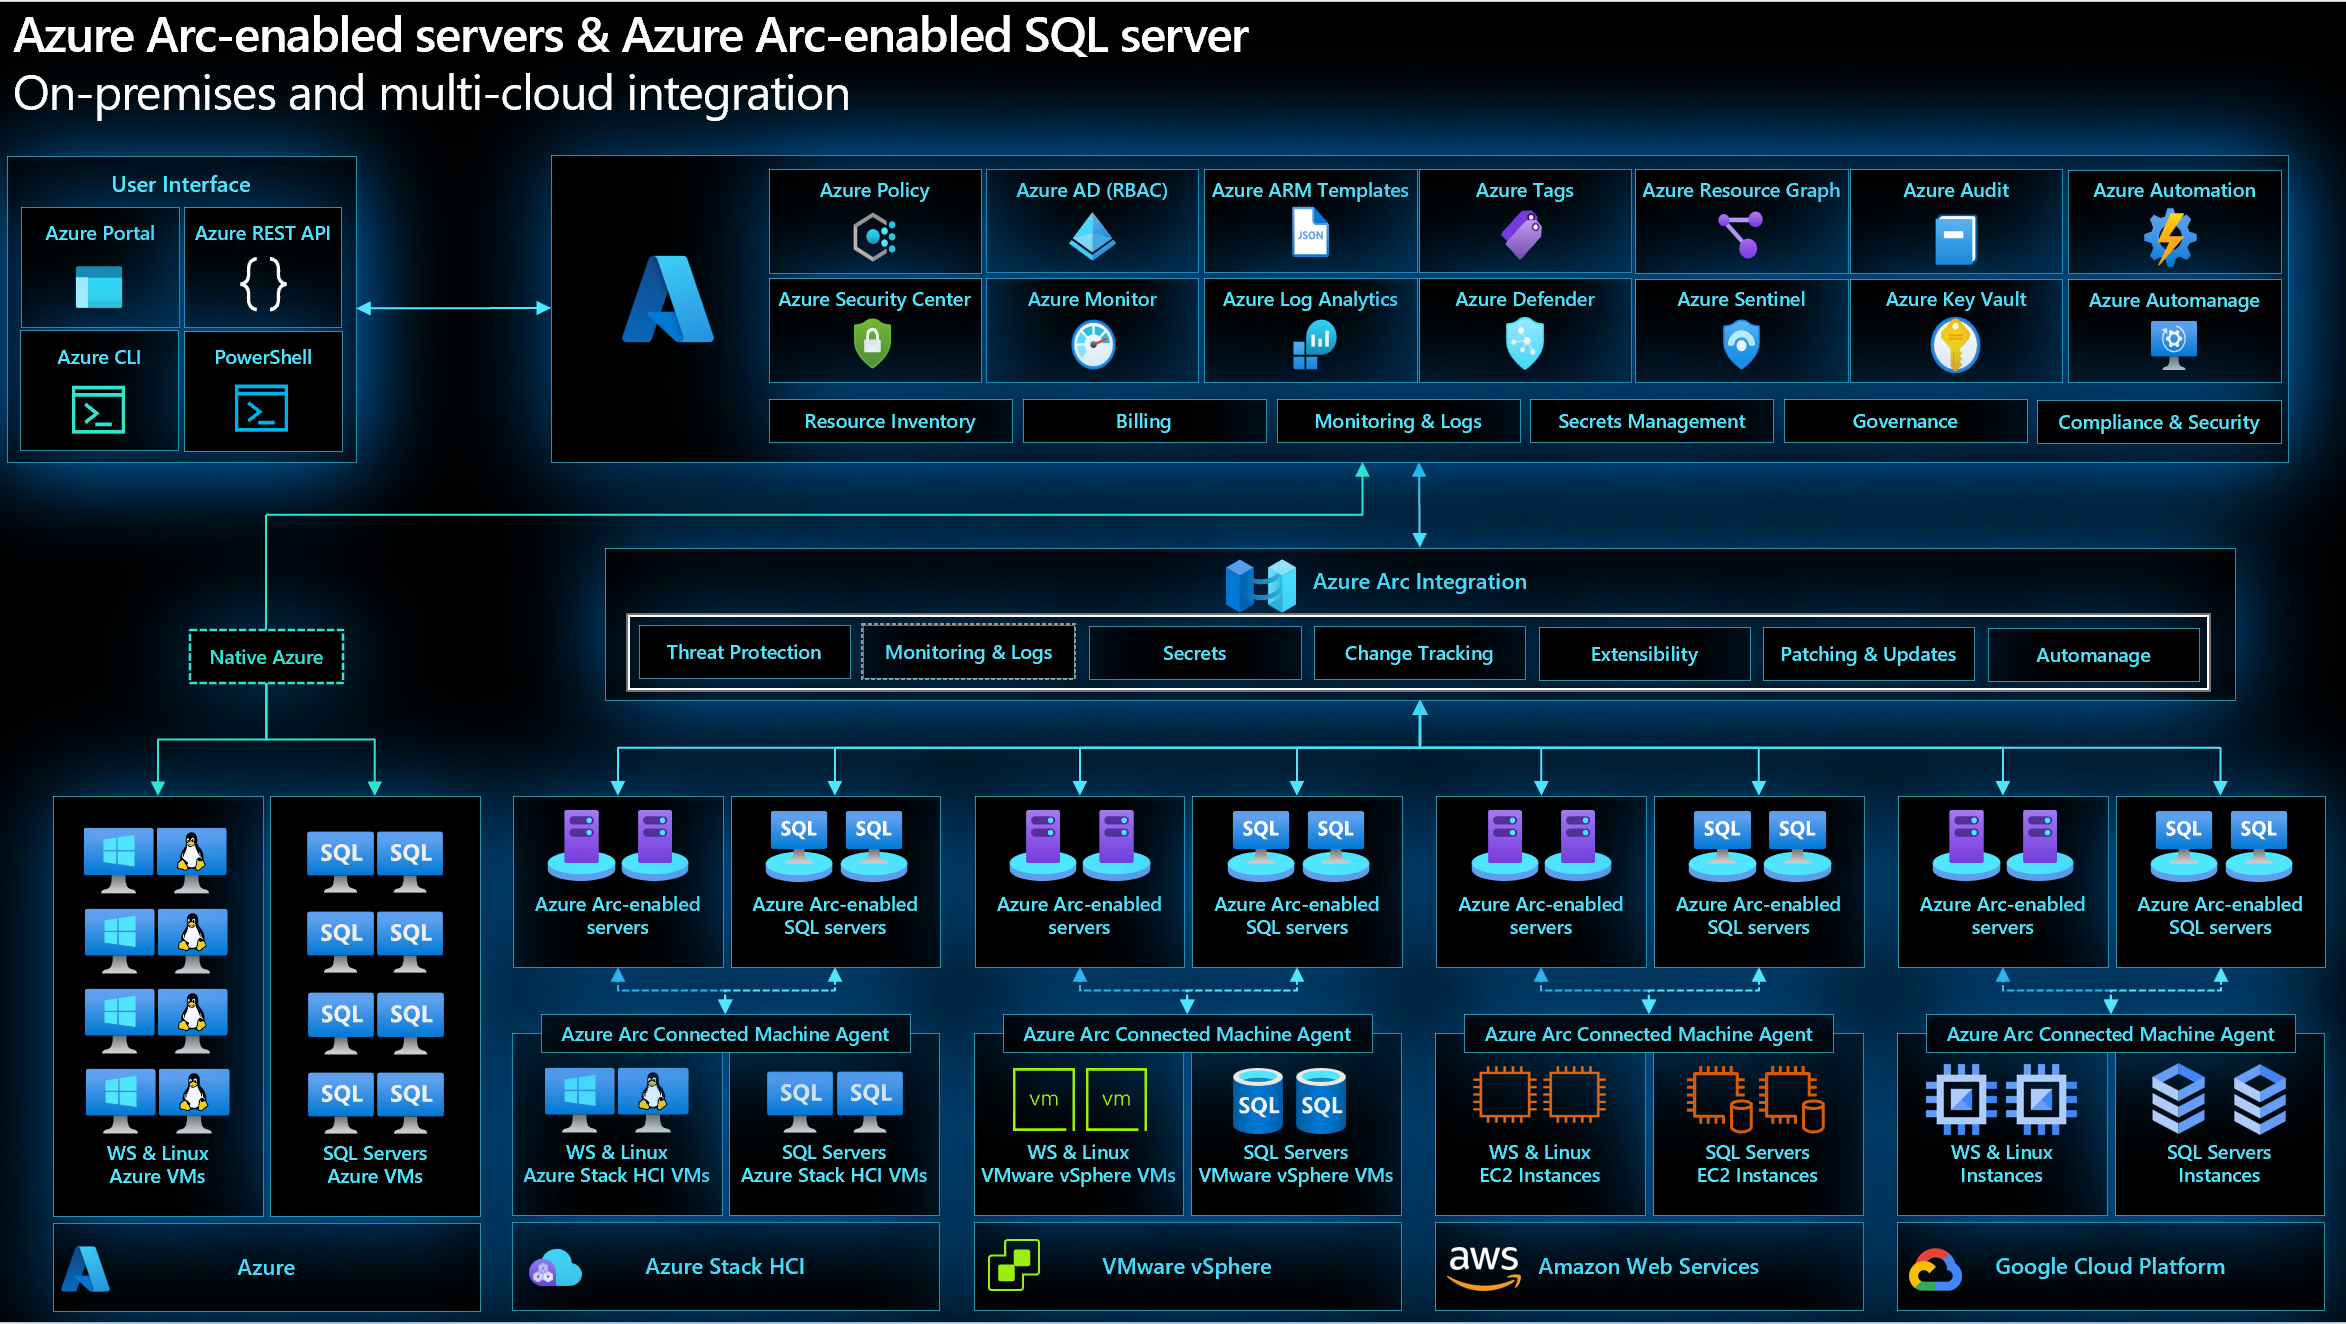 Azure Arc-enabled servers & Azure Arc-enabled SQL server
On-premises and multi-cloud integration
User Interface
Azure Portal
Azure REST API
{ }
Azure CLI
PowerShell
Azure Policy
Azure AD (RBAC)
Azure ARM Templates
JSON
Azure Tags
Azure Resource Graph
Azure Audit
Azure Automation
Azure Security Center
Azure Monitor
Azure Log Analytics
Azure Defender
Azure Sentinel
Azure Key Vault
Azure Automanage
Resource Inventory
Billing
Monitoring & Logs
Secrets Management
Governance
Compliance & Security
Azure Arc Integration
Threat Protection
Monitoring & Logs
Secrets
Change Tracking
Extensibility
Patching & Updates
Automanage
Native Azure
SQL SQL
SQL SQL
SQL SQL
SQL SQL
WS & Linux
Azure VMs
SQL Servers
Azure VMs
Azure
Azure Arc-enabled
servers
SQL SQL
Azure Arc-enabled
SQL servers
Azure Arc Connected Machine Agent
WS & Linux
Azure Stack HCI VMs
SQL SQL
SQL Servers
Azure Stack HCI VMs
Azure Stack HCI
Azure Arc-enabled
servers
SQL SQL
Azure Arc-enabled
SQL servers
Azure Arc Connected Machine Agent
vm vm
WS & Linux
VMware vSphere VMs
SQL SQL
SQL Servers
VMware vSphere VMs
VMware vSphere
Azure Arc-enabled
servers
SQL SQL
Azure Arc-enabled
SQL servers
Azure Arc Connected Machine Agent
WS & Linux
EC2 Instances
SQL Servers
EC2 Instances
aws
Amazon Web Services
Azure Arc-enabled
servers
SQL SQL
Azure Arc-enabled
SQL servers
Azure Arc Connected Machine Agent
WS & Linux
Instances
SQL Servers
Instances
Google Cloud Platform